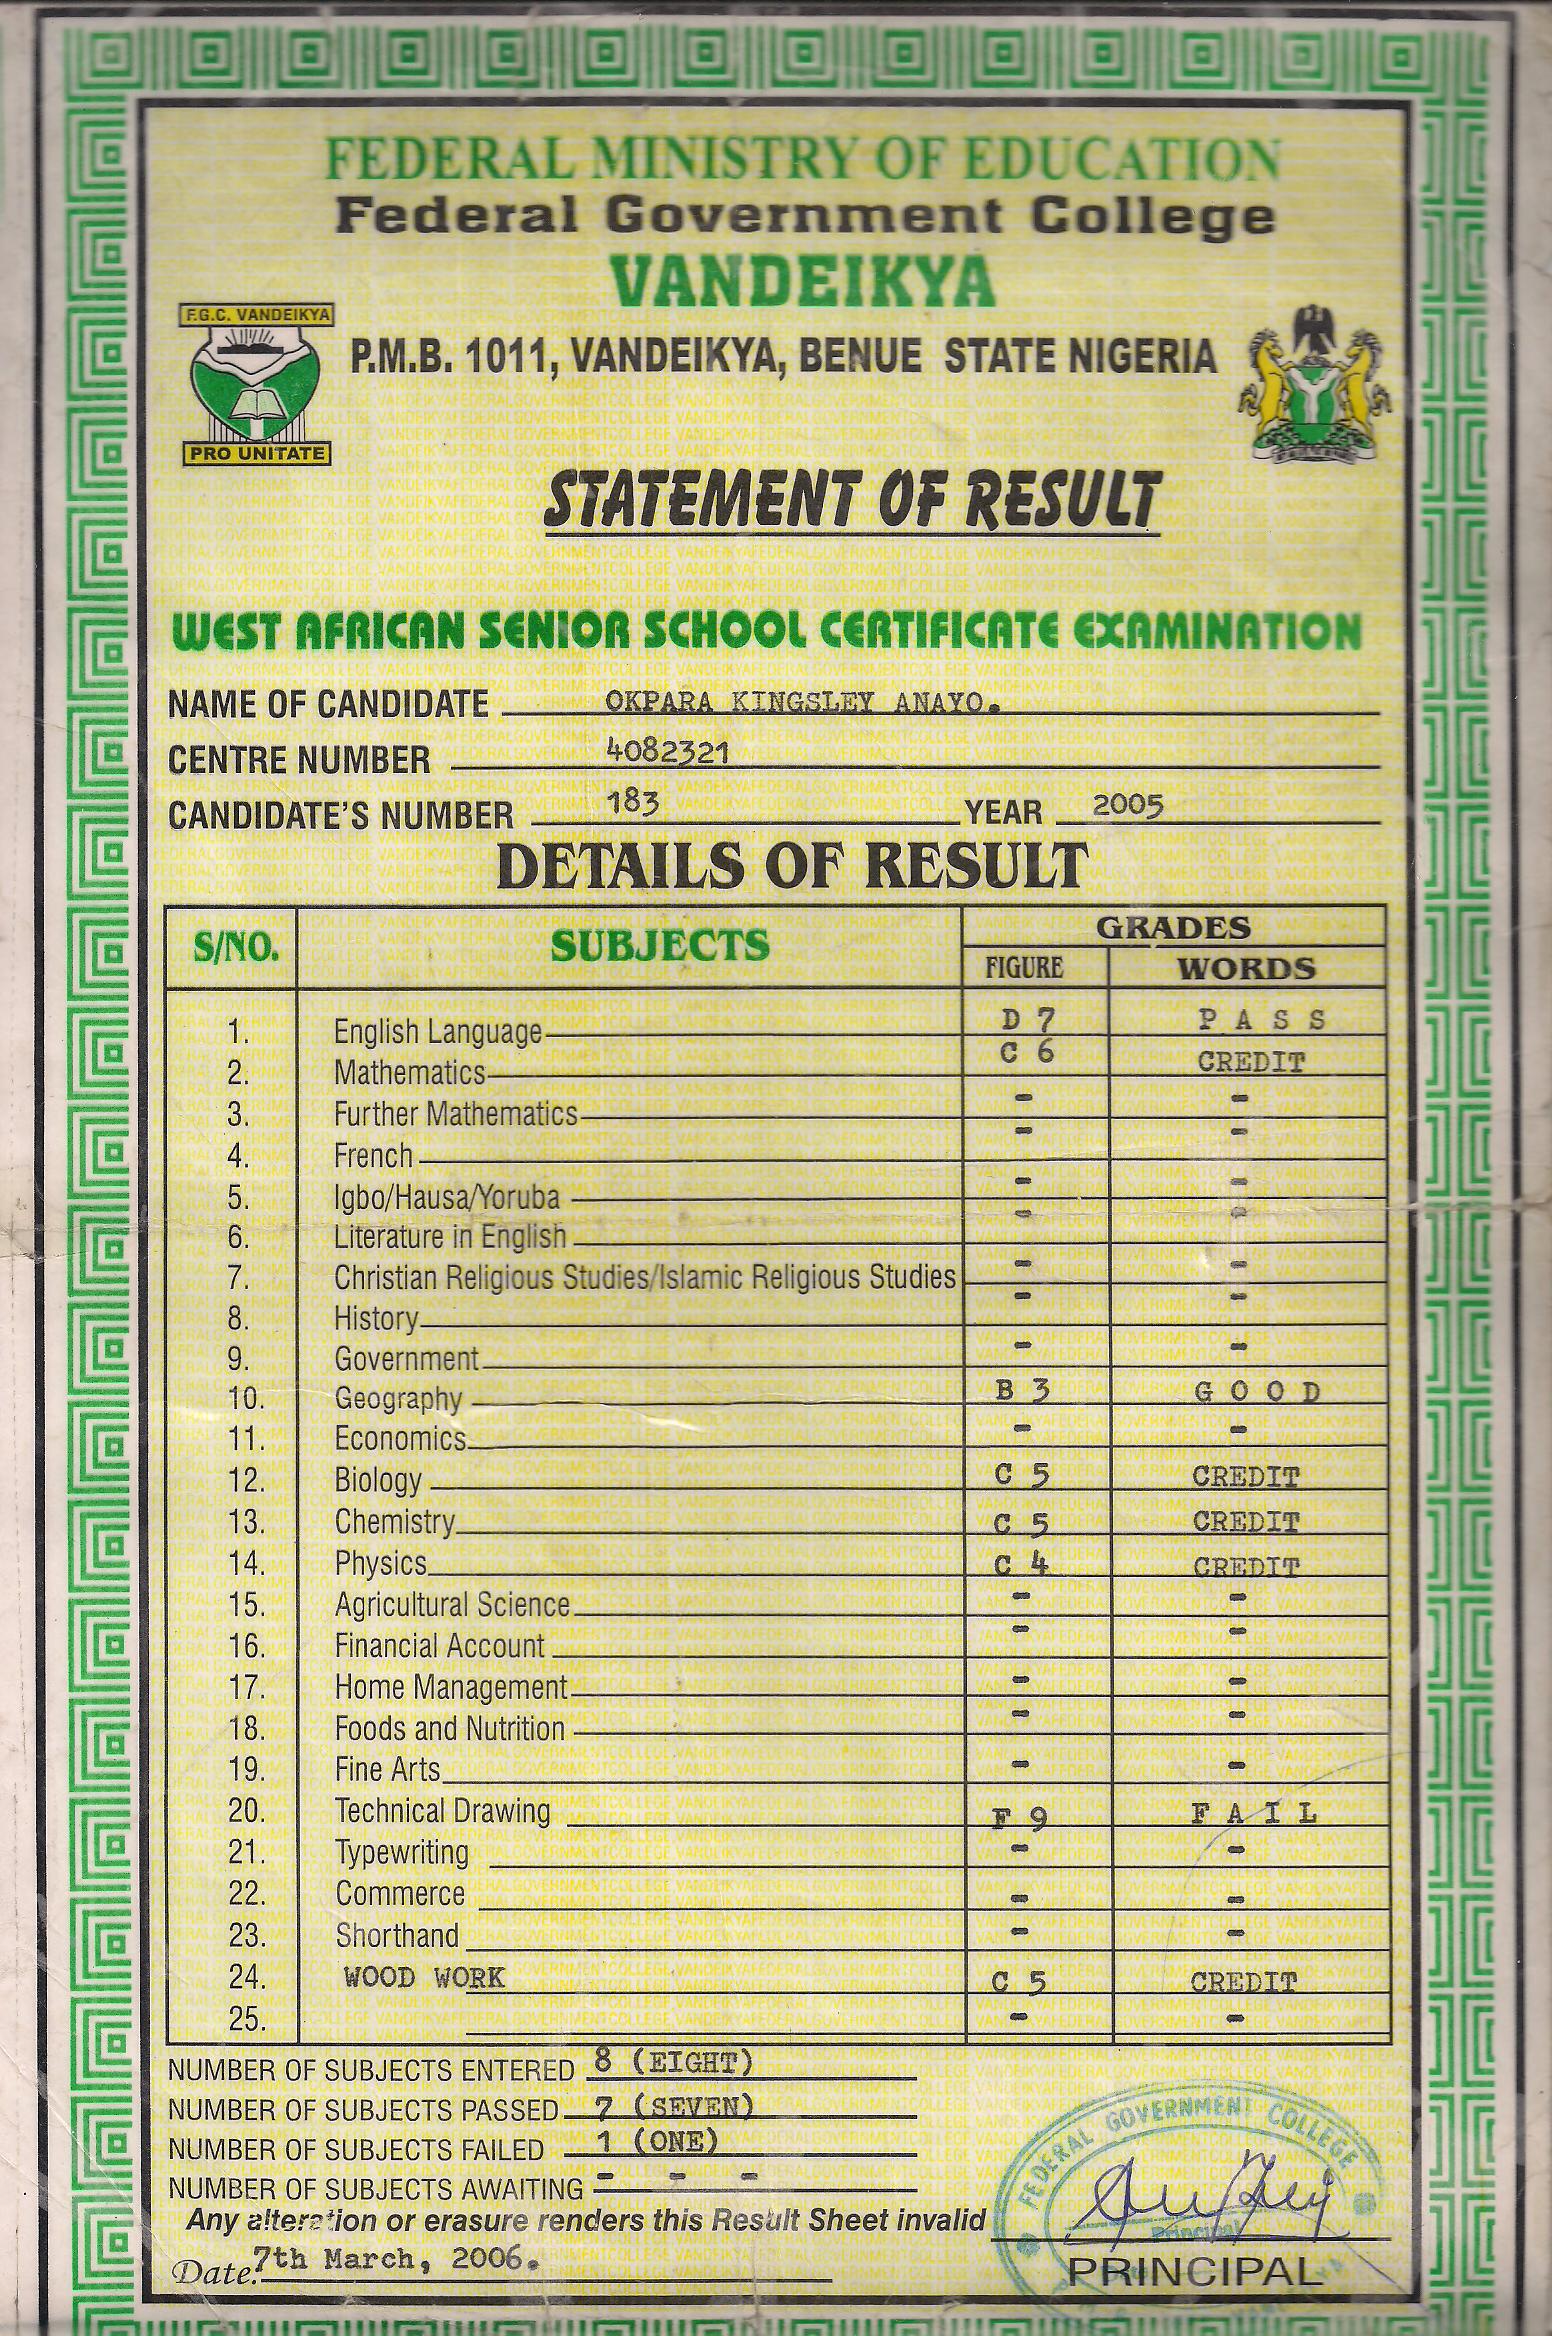 FEDERAL MINISTRY OF EDUCATION
Federal Government College
VANDEIKYA
F.G.C. VANDEIKYA
P.M.B. 1011, VANDEIKYA, BENUE STATE NIGERIA
PRO UNITATE
STATEMENT OF RESULT
WEST AFRICAN SENIOR SCHOOL CERTIFICATE EXAMINATION
NAME OF CANDIDATE OKPARA KINGSLEY ANAYO.
CENTRE NUMBER 4082321
CANDIDATE'S NUMBER 183 YEAR 2005
DETAILS OF RESULT
S/NO. SUBJECTS GRADES
FIGURE WORDS
1. English Language D 7 P A S S
2. Mathematics C 6 CREDIT
3. Further Mathematics - -
4. French - -
5. Igbo/Hausa/Yoruba - -
6. Literature in English - -
7. Christian Religious Studies/Islamic Religious Studies - -
8. History - -
9. Government - -
10. Geography B 3 G O O D
11. Economics - -
12. Biology C 5 CREDIT
13. Chemistry C 5 CREDIT
14. Physics C 4 CREDIT
15. Agricultural Science - -
16. Financial Account - -
17. Home Management - -
18. Foods and Nutrition - -
19. Fine Arts - -
20. Technical Drawing F 9 F A I L
21. Typewriting - -
22. Commerce - -
23. Shorthand - -
24. WOOD WORK C 5 CREDIT
25. - -
NUMBER OF SUBJECTS ENTERED 8 (EIGHT)
NUMBER OF SUBJECTS PASSED 7 (SEVEN)
NUMBER OF SUBJECTS FAILED 1 (ONE)
NUMBER OF SUBJECTS AWAITING - - -
FEDERAL GOVERNMENT COLLEGE
Principal
Any alteration or erasure renders this Result Sheet invalid
Date: 7th March, 2006.
PRINCIPAL